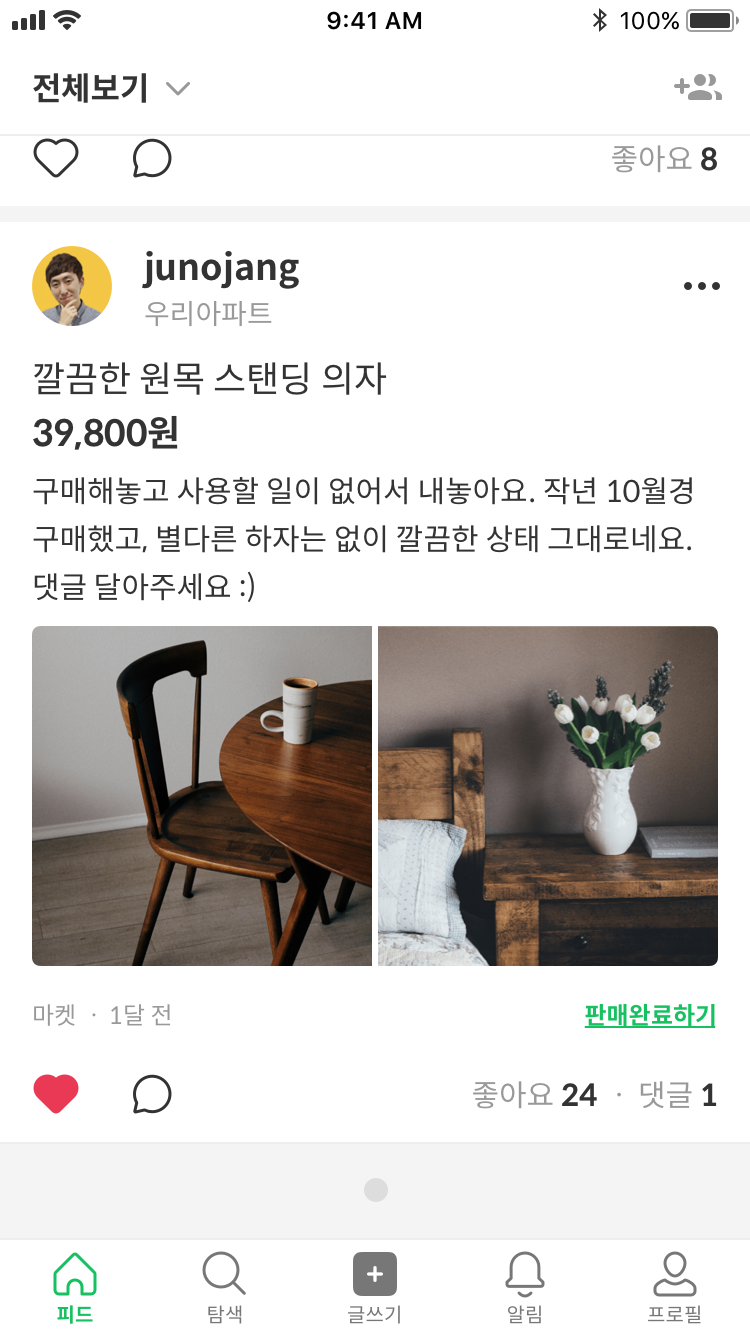 9:41 AM 100%
전체보기
좋아요 8
junojang
우리아파트
깔끔한 원목 스탠딩 의자
39,800원
구매해놓고 사용할 일이 없어서 내놓아요. 작년 10월경
구매했고, 별다른 하자는 없이 깔끔한 상태 그대로네요.
댓글 달아주세요 :)
마켓 · 1달 전 판매완료하기
좋아요 24 · 댓글 1
피드 탐색 글쓰기 알림 프로필